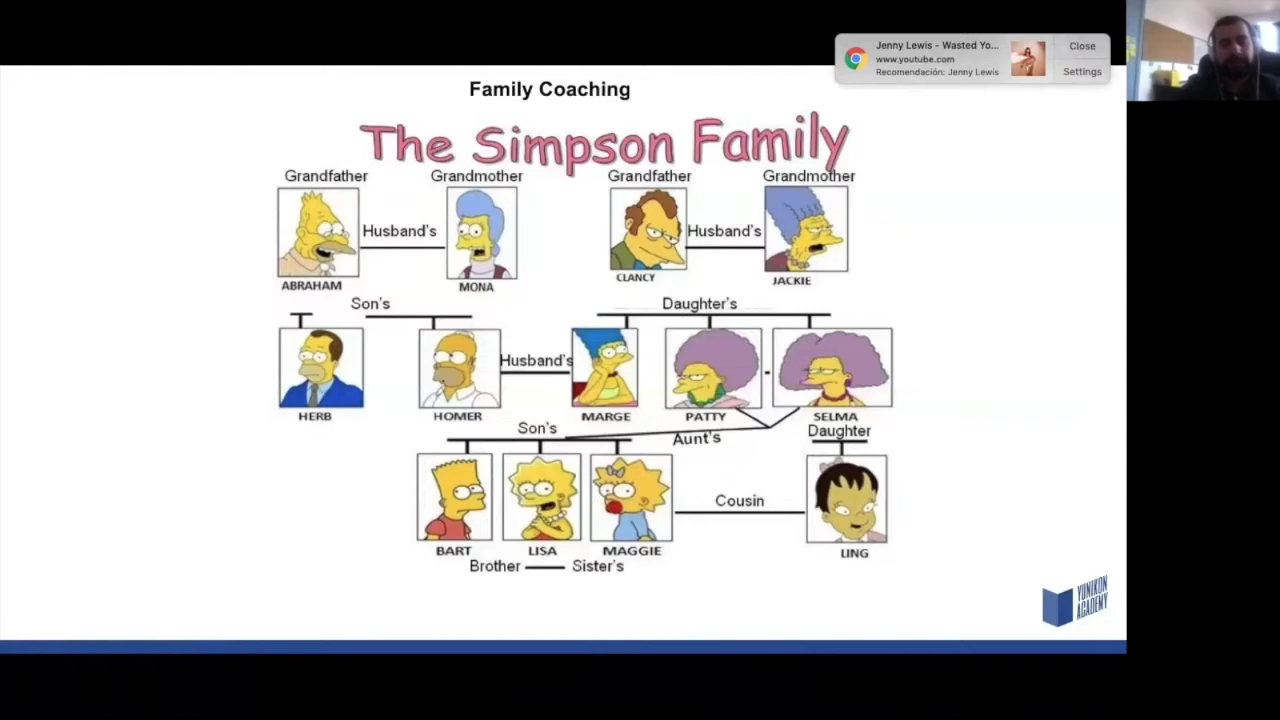 Jenny Lewis - Wasted Yo...
www.youtube.com
Recomendación: Jenny Lewis
Close
Settings
Family Coaching
The Simpson Family
Grandfather Grandmother Grandfather Grandmother
Husband's Husband's
ABRAHAM MONA CLANCY JACKIE
Son's Daughter's
Husband's
HERB HOMER MARGE PATTY SELMA
Son's Aunt's Daughter
Cousin
BART LISA MAGGIE LING
Brother Sister's
YUNIKON
ACADEMY